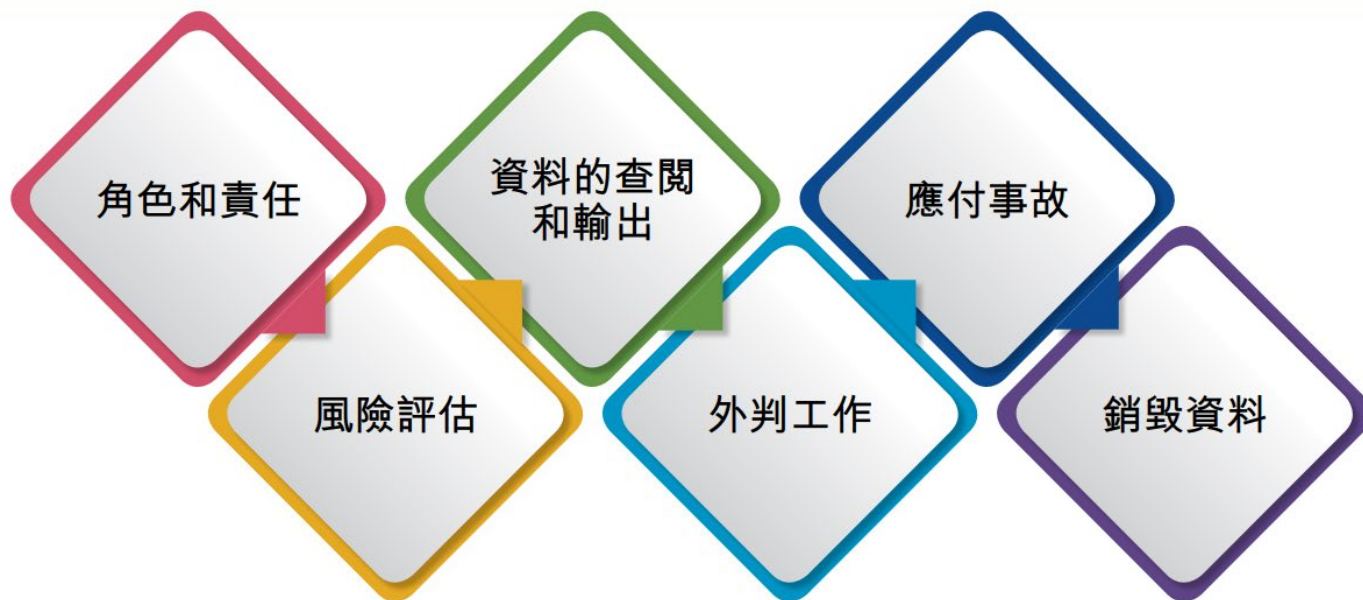 角色和責任
風險評估
資料的查閱
和輸出
外判工作
應付事故
銷毀資料